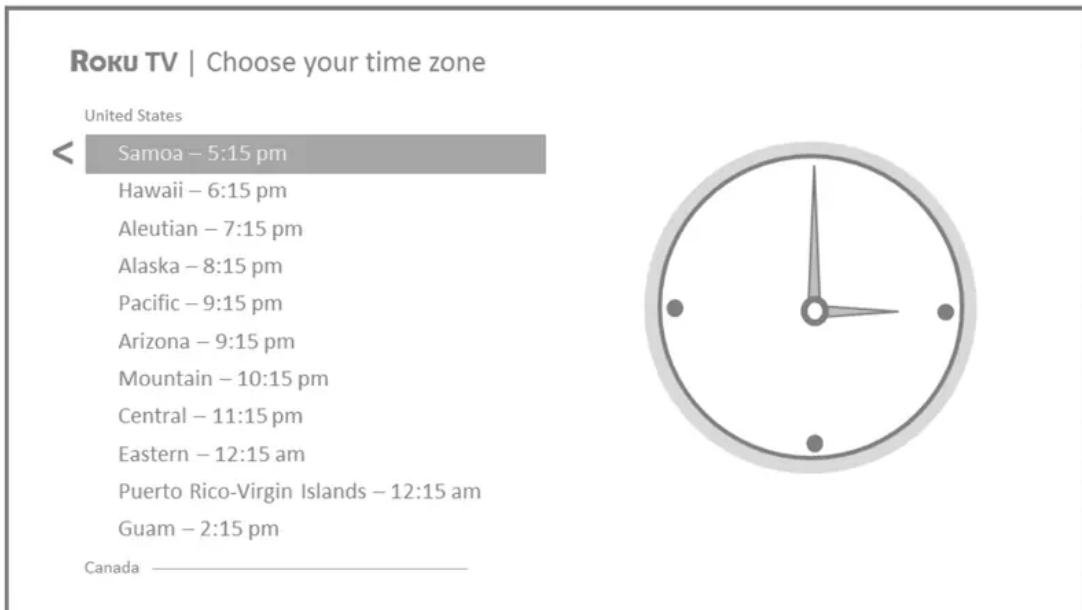 ROKU TV | Choose your time zone
United States
<
Samoa – 5:15 pm
Hawaii – 6:15 pm
Aleutian – 7:15 pm
Alaska – 8:15 pm
Pacific – 9:15 pm
Arizona – 9:15 pm
Mountain – 10:15 pm
Central – 11:15 pm
Eastern – 12:15 am
Puerto Rico-Virgin Islands – 12:15 am
Guam – 2:15 pm
Canada